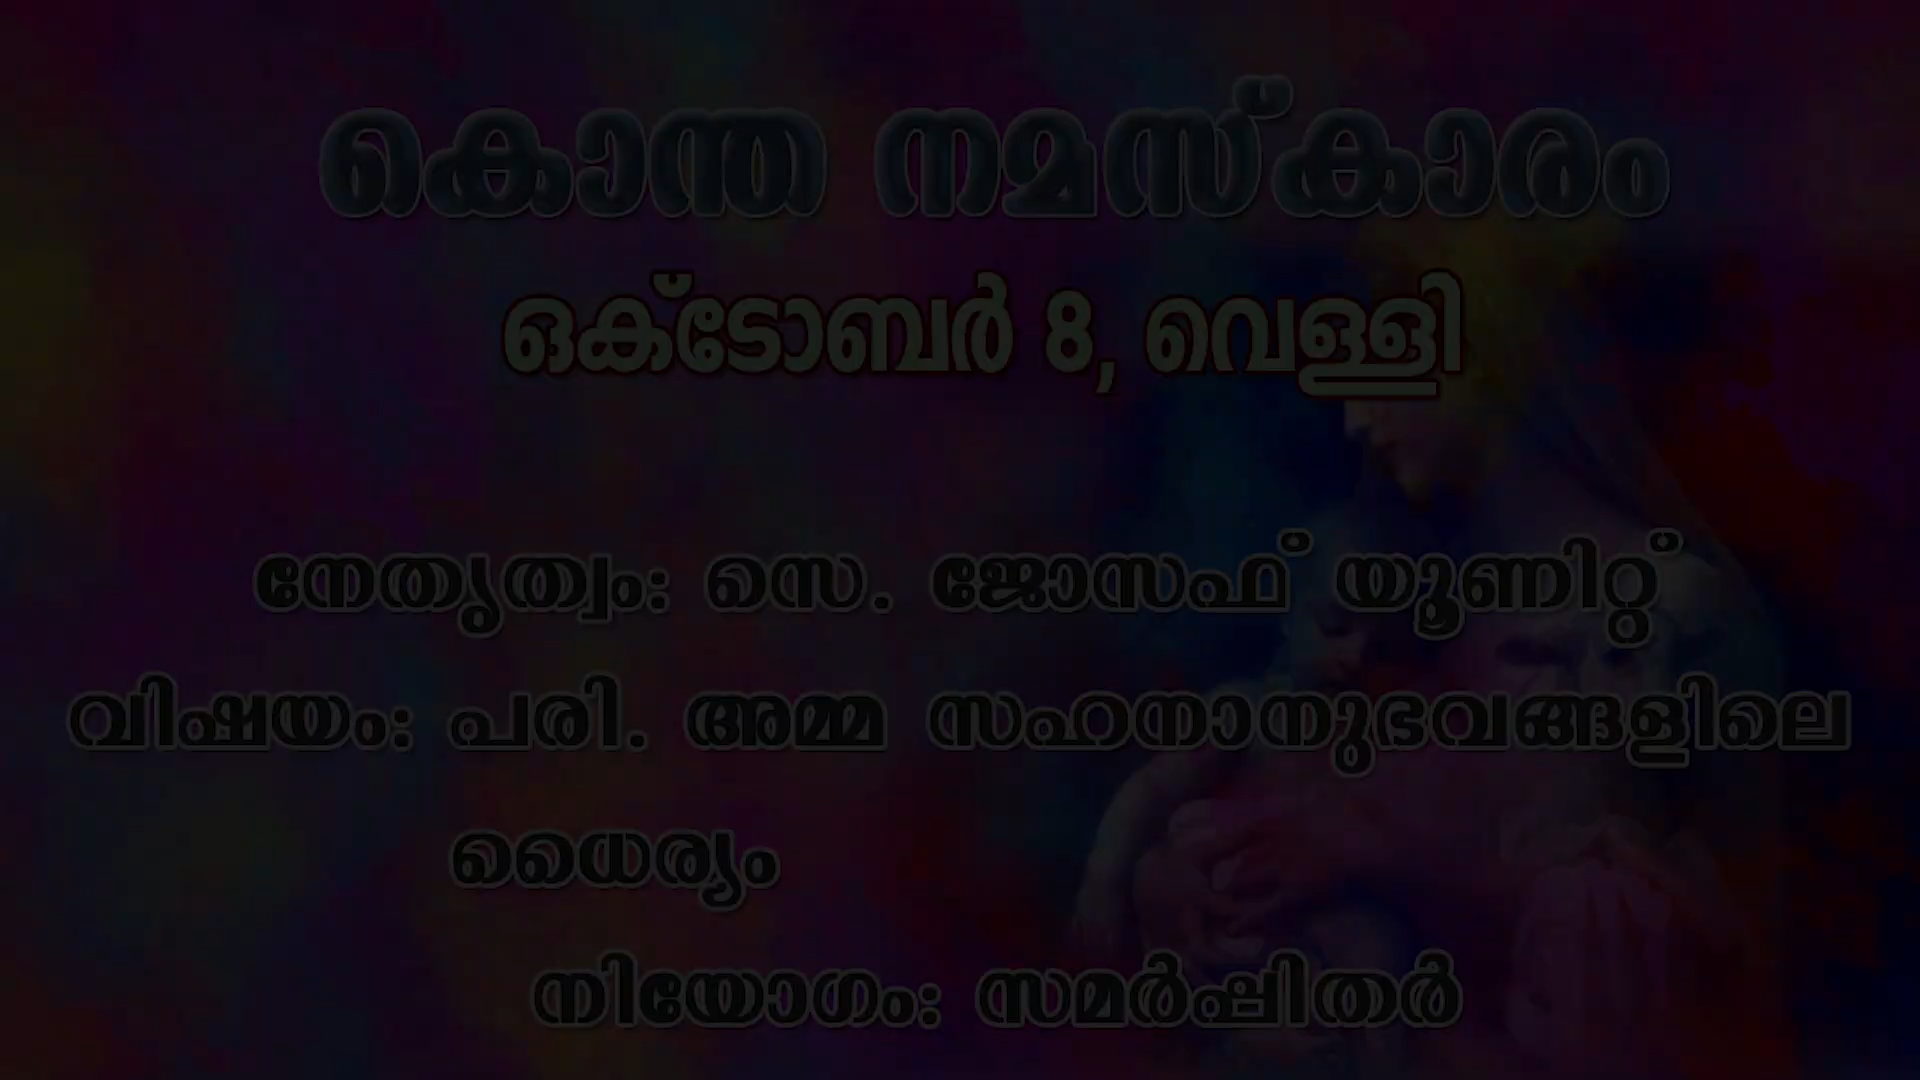 കൊന്ത നമസ്കാരം
ഒക്ടോബർ 8, വെള്ളി
നേതൃത്വം: സെ. ജോസഫ് യൂണിറ്റ്
വിഷയം: പരി. അമ്മ സഹനാനുഭവങ്ങളിലെ
ധൈര്യം
നിയോഗം: സമർപ്പിതർ